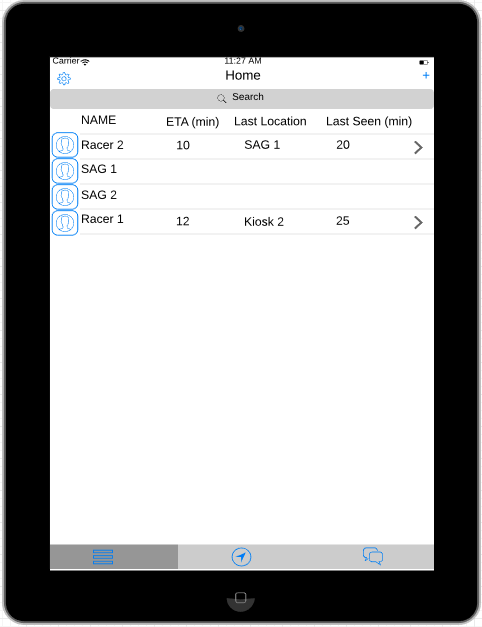 Carrier 11:27 AM
Home +
Search
NAME ETA (min) Last Location Last Seen (min)
Racer 2 10 SAG 1 20
SAG 1
SAG 2
Racer 1 12 Kiosk 2 25